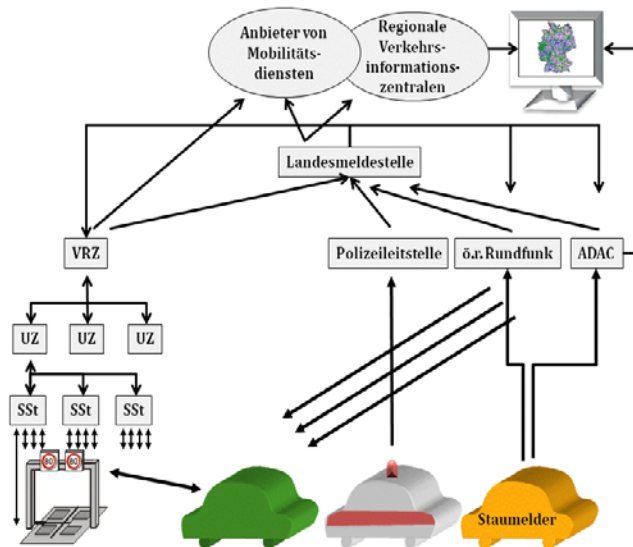 Anbieter von
Mobilitäts-
diensten
Regionale
Verkehrs-
informations-
zentralen
Landesmeldestelle
VRZ
Polizeileitstelle
ö.r.Rundfunk
ADAC
UZ
UZ
UZ
SSt
SSt
SSt
80
80
Staumelder